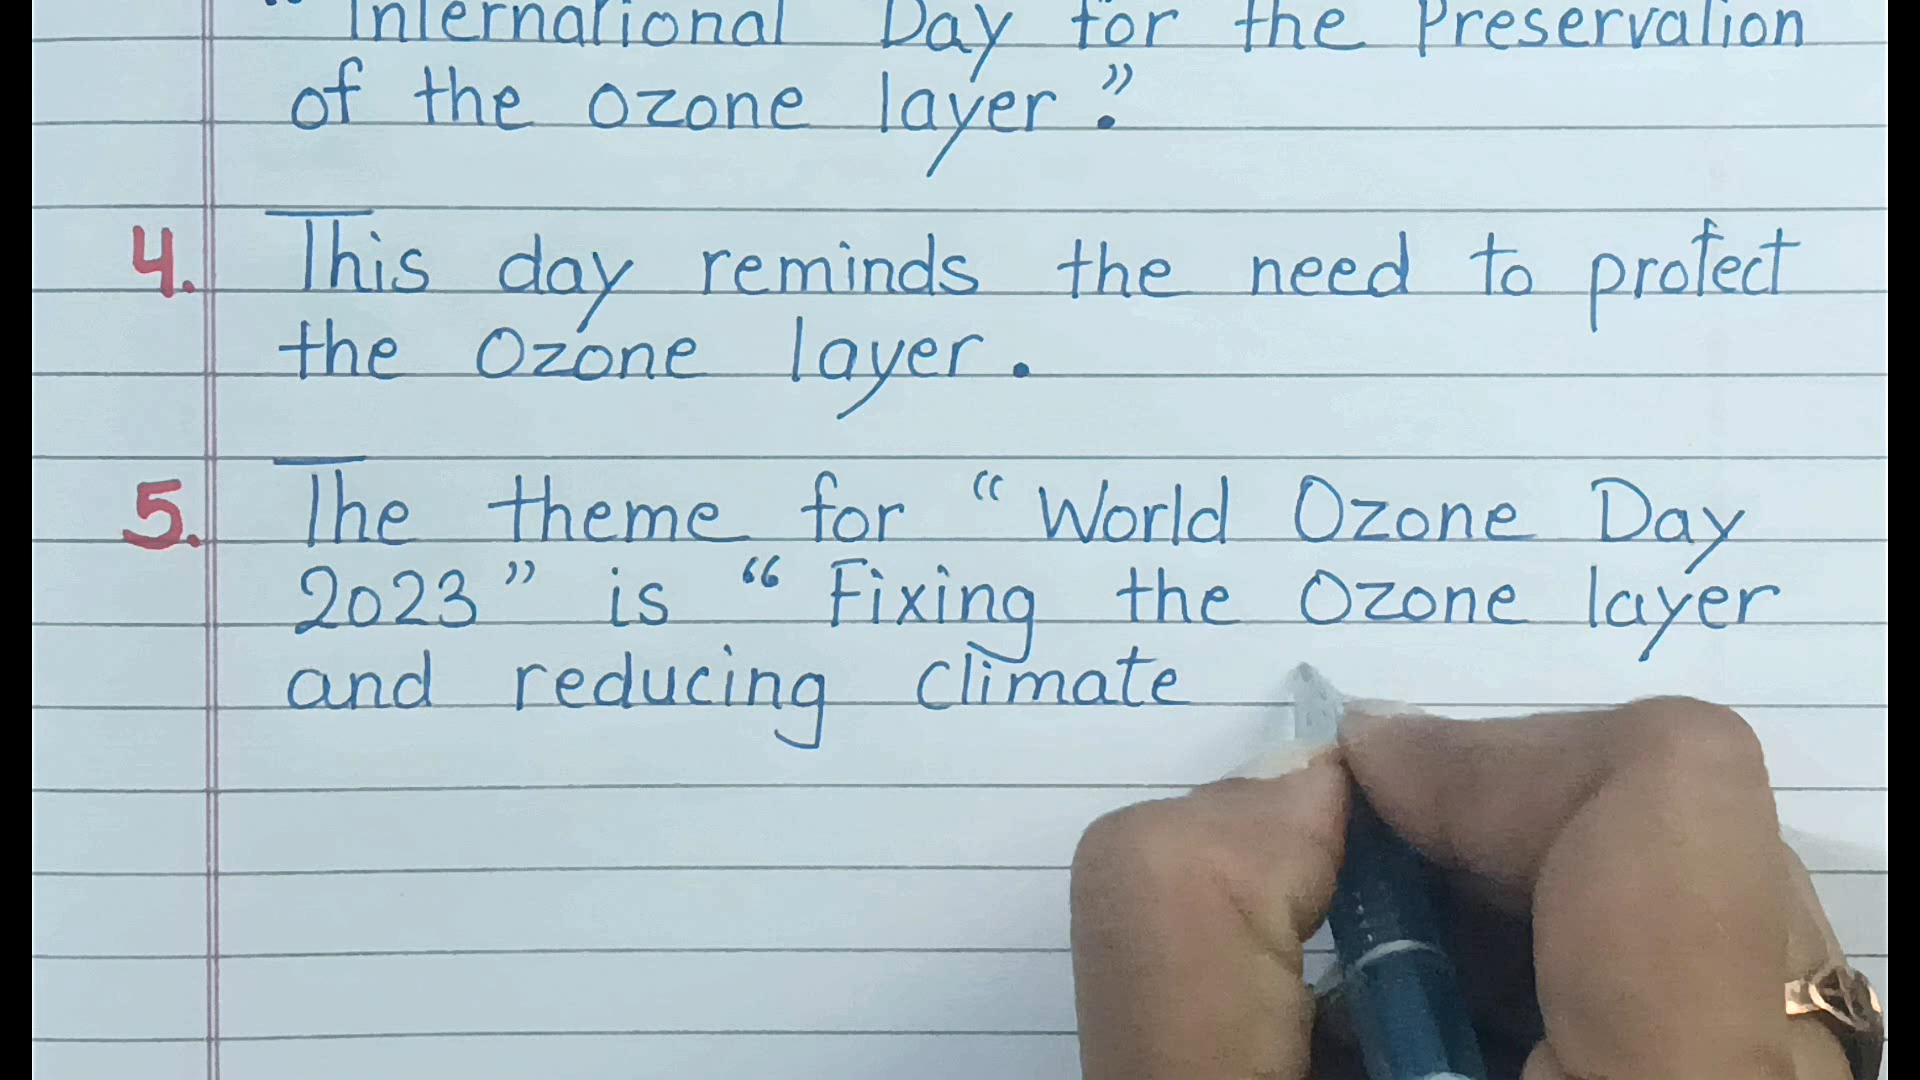 " International Day for the Preservation
of the ozone layer".
4. This day reminds the need to protect
the Ozone layer.
5. The theme for "World Ozone Day
2023" is "Fixing the Ozone layer
and reducing climate